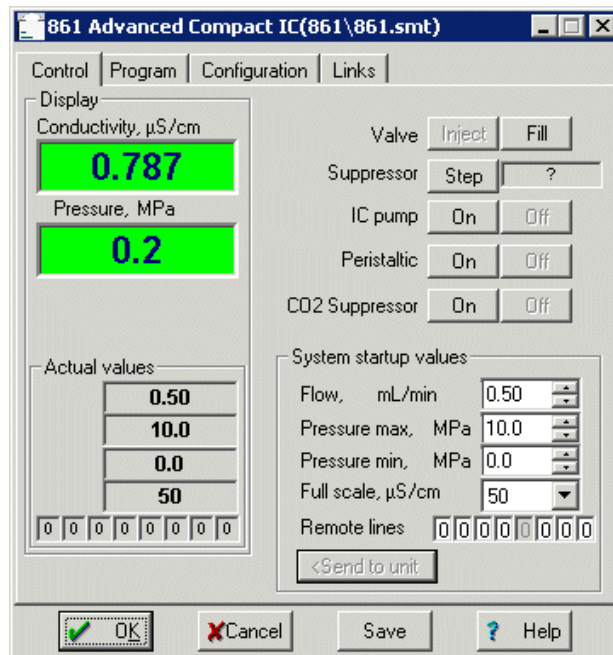 861 Advanced Compact IC(861\861.smt)
Control Program Configuration Links
Display
Conductivity, µS/cm
0.787
Pressure, MPa
0.2
Valve Inject Fill
Suppressor Step ?
IC pump On Off
Peristaltic On Off
CO2 Suppressor On Off
Actual values
0.50
10.0
0.0
50
0 0 0 0 0 0 0 0
System startup values
Flow, mL/min 0.50
Pressure max, MPa 10.0
Pressure min, MPa 0.0
Full scale, µS/cm 50
Remote lines 0 0 0 0 0 0 0 0
<Send to unit
OK Cancel Save ? Help